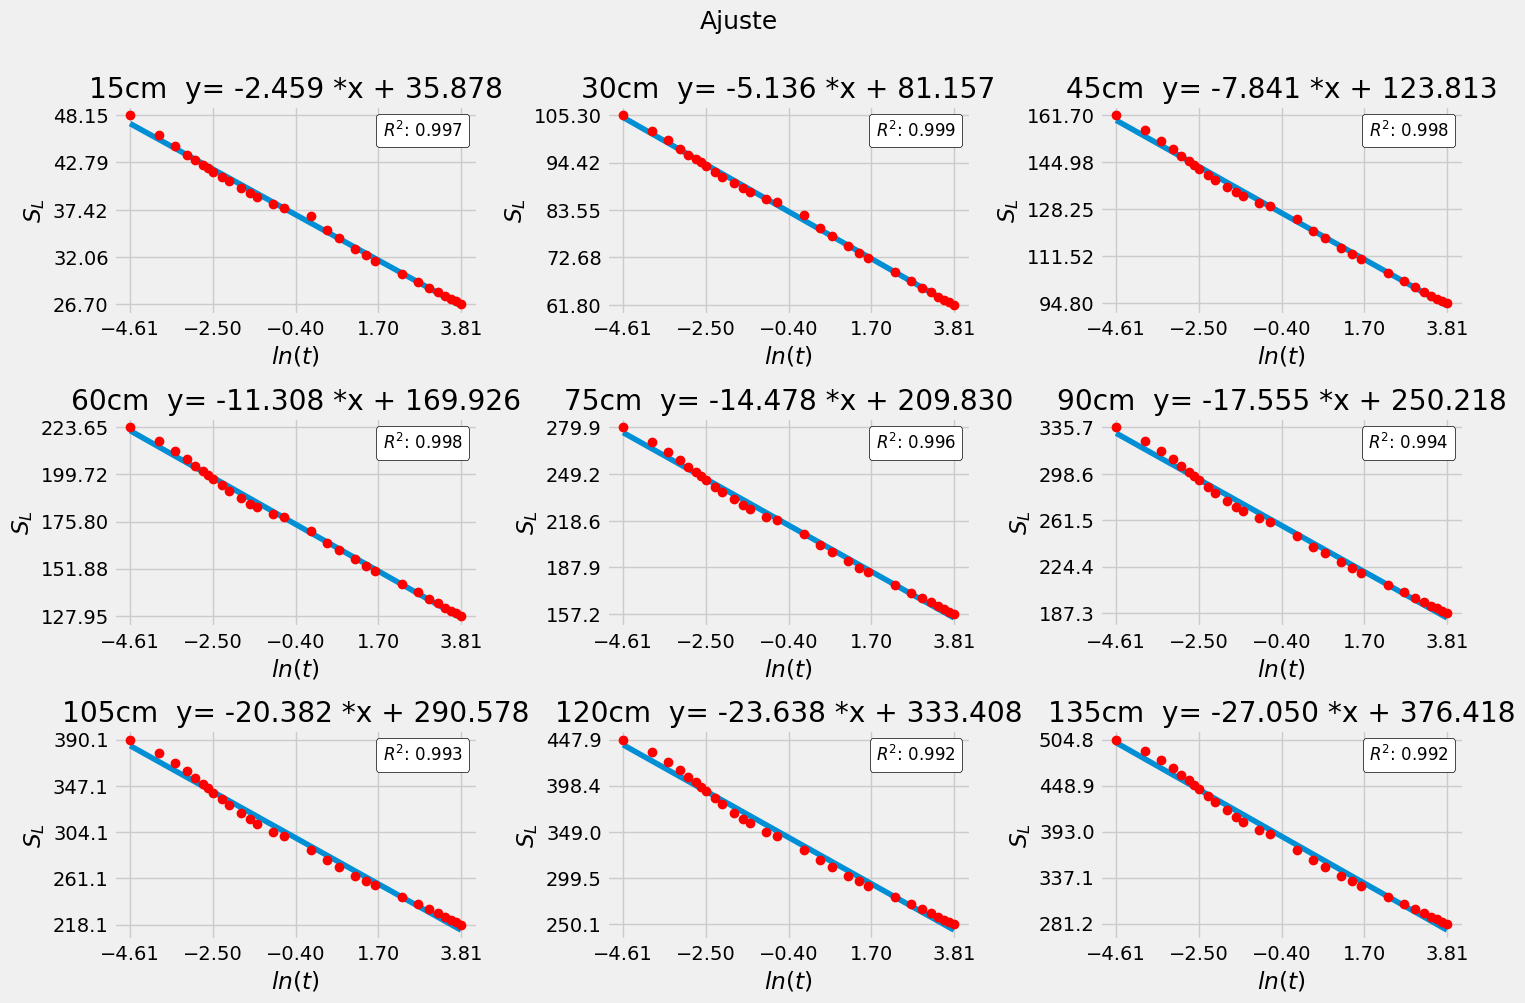 Ajuste
15cm  y= -2.459 *x + 35.878
48.15
42.79
37.42
32.06
26.70
S_L
R²: 0.997
−4.61 −2.50 −0.40 1.70 3.81
ln(t)
30cm  y= -5.136 *x + 81.157
105.30
94.42
83.55
72.68
61.80
S_L
R²: 0.999
−4.61 −2.50 −0.40 1.70 3.81
ln(t)
45cm  y= -7.841 *x + 123.813
161.70
144.98
128.25
111.52
94.80
S_L
R²: 0.998
−4.61 −2.50 −0.40 1.70 3.81
ln(t)
60cm  y= -11.308 *x + 169.926
223.65
199.72
175.80
151.88
127.95
S_L
R²: 0.998
−4.61 −2.50 −0.40 1.70 3.81
ln(t)
75cm  y= -14.478 *x + 209.830
279.9
249.2
218.6
187.9
157.2
S_L
R²: 0.996
−4.61 −2.50 −0.40 1.70 3.81
ln(t)
90cm  y= -17.555 *x + 250.218
335.7
298.6
261.5
224.4
187.3
S_L
R²: 0.994
−4.61 −2.50 −0.40 1.70 3.81
ln(t)
105cm  y= -20.382 *x + 290.578
390.1
347.1
304.1
261.1
218.1
S_L
R²: 0.993
−4.61 −2.50 −0.40 1.70 3.81
ln(t)
120cm  y= -23.638 *x + 333.408
447.9
398.4
349.0
299.5
250.1
S_L
R²: 0.992
−4.61 −2.50 −0.40 1.70 3.81
ln(t)
135cm  y= -27.050 *x + 376.418
504.8
448.9
393.0
337.1
281.2
S_L
R²: 0.992
−4.61 −2.50 −0.40 1.70 3.81
ln(t)